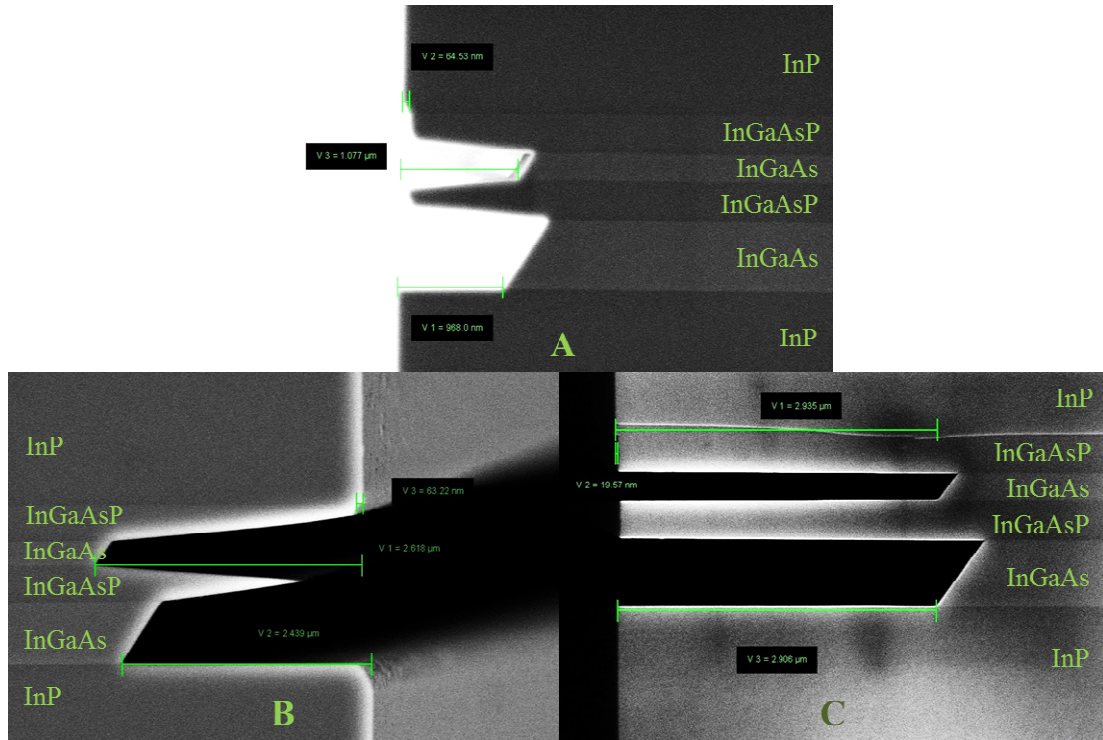 V 2 = 64.53 nm
InP
InGaAsP
V 3 = 1.077 µm
InGaAs
InGaAsP
InGaAs
V 1 = 968.0 nm
A
InP
InP
InGaAsP
V 3 = 63.22 nm
V 1 = 2.618 µm
InGaAs
InGaAsP
V 2 = 2.439 µm
InGaAs
InP
B
V 1 = 2.935 µm
InP
InGaAsP
V 2 = 19.57 nm
InGaAs
InGaAsP
InGaAs
V 3 = 2.906 µm
InP
C